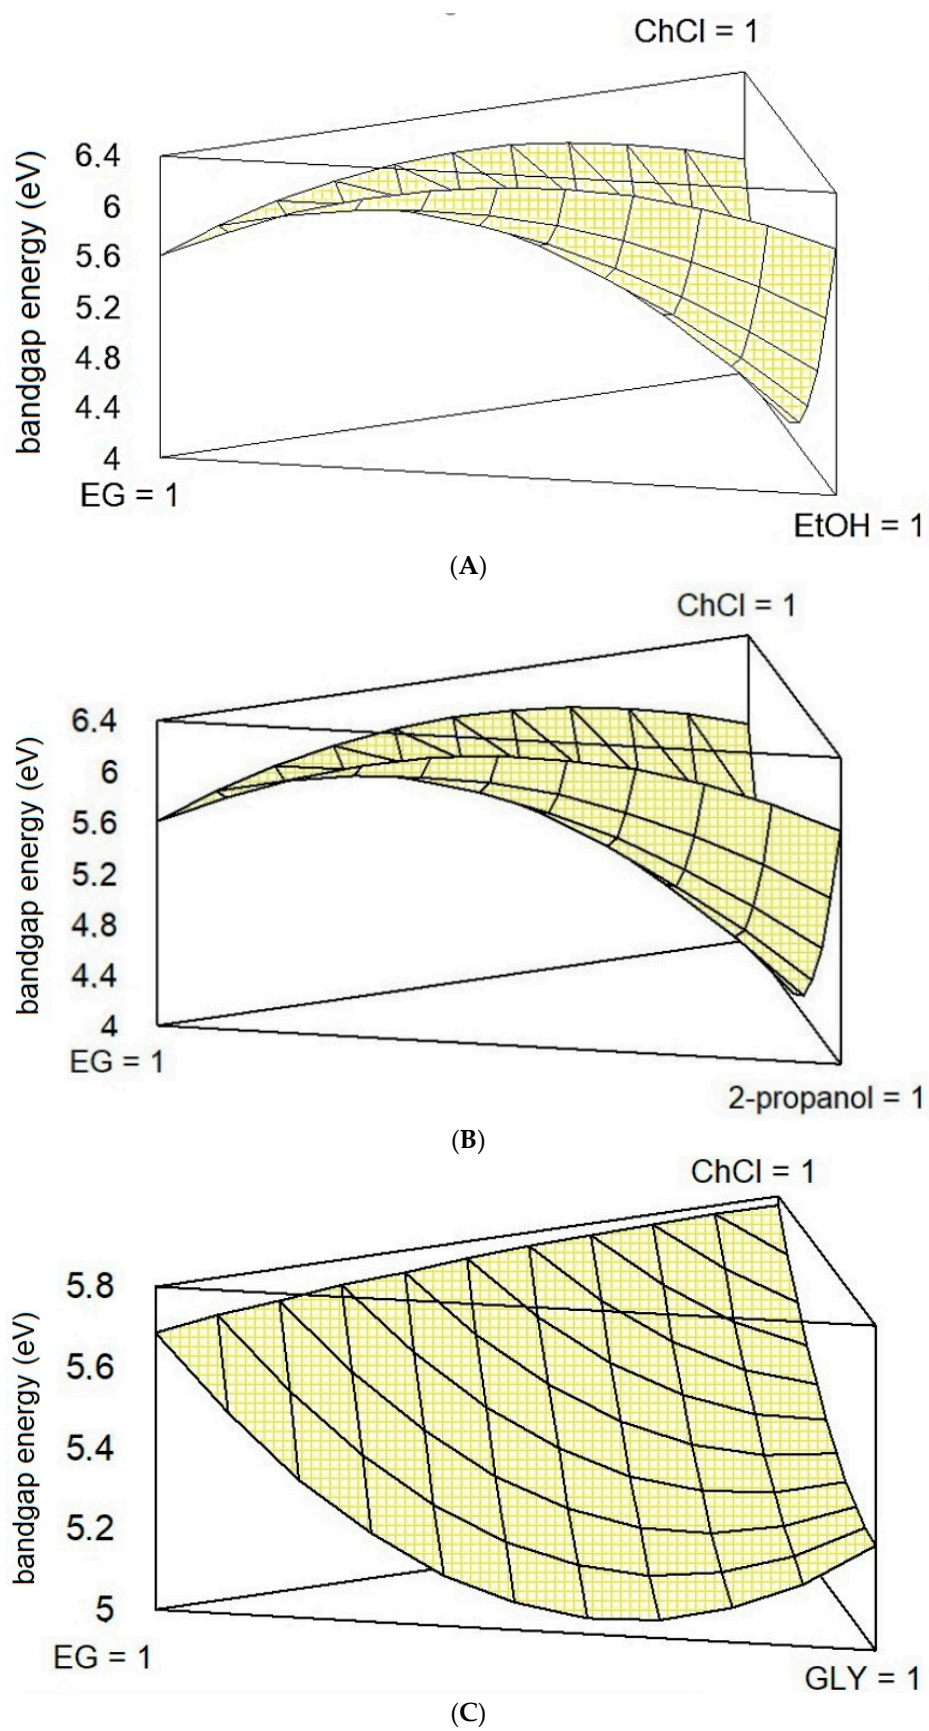 ChCl = 1
6.4
6
5.6
5.2
4.8
4.4
4
bandgap energy (eV)
EG = 1
EtOH = 1
(A)
ChCl = 1
6.4
6
5.6
5.2
4.8
4.4
4
bandgap energy (eV)
EG = 1
2-propanol = 1
(B)
ChCl = 1
5.8
5.6
5.4
5.2
5
bandgap energy (eV)
EG = 1
GLY = 1
(C)